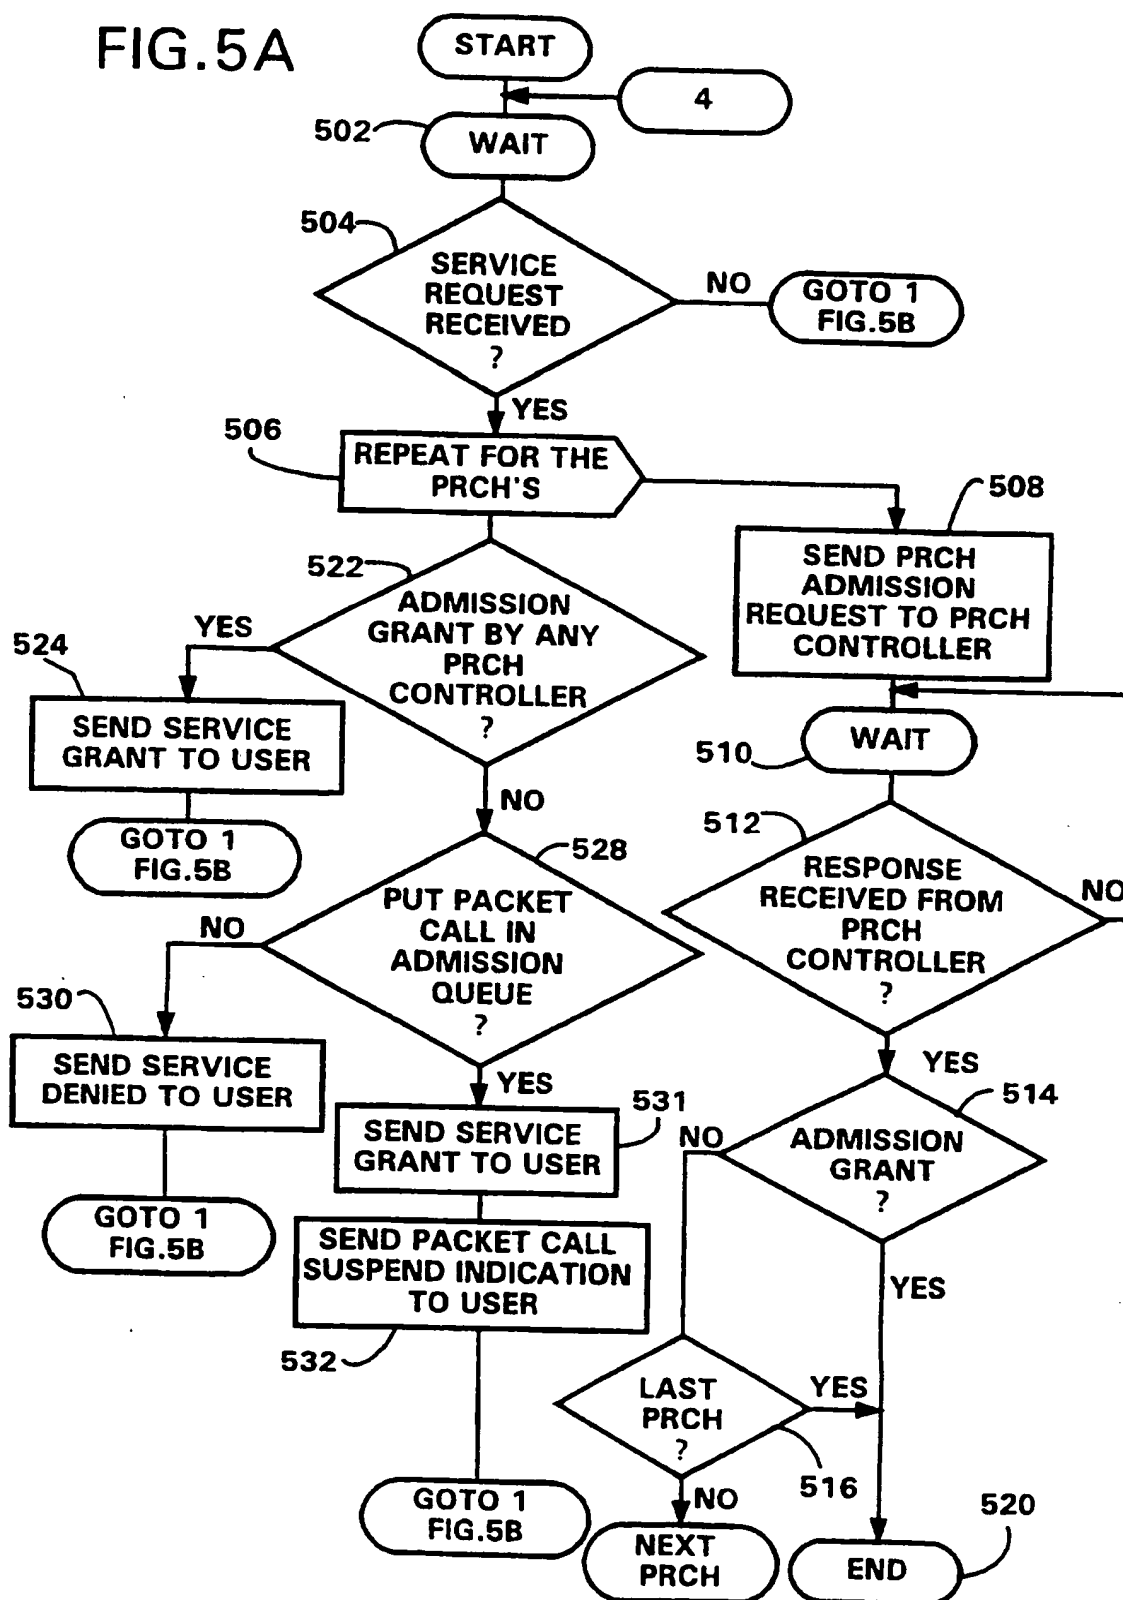 FIG.5A
START
4
502
WAIT
504
SERVICE
REQUEST
RECEIVED
?
NO
GOTO 1
FIG.5B
YES
506
REPEAT FOR THE
PRCH'S
508
SEND PRCH
ADMISSION
REQUEST TO PRCH
CONTROLLER
522
ADMISSION
GRANT BY ANY
PRCH
CONTROLLER
?
YES
524
SEND SERVICE
GRANT TO USER
GOTO 1
FIG.5B
NO
510
WAIT
512
RESPONSE
RECEIVED FROM
PRCH
CONTROLLER
?
NO
YES
528
PUT PACKET
CALL IN
ADMISSION
QUEUE
?
NO
530
SEND SERVICE
DENIED TO USER
GOTO 1
FIG.5B
YES
531
SEND SERVICE
GRANT TO USER
SEND PACKET CALL
SUSPEND INDICATION
TO USER
532
GOTO 1
FIG.5B
514
ADMISSION
GRANT
?
NO
YES
LAST
PRCH
?
YES
516
NO
NEXT
PRCH
520
END